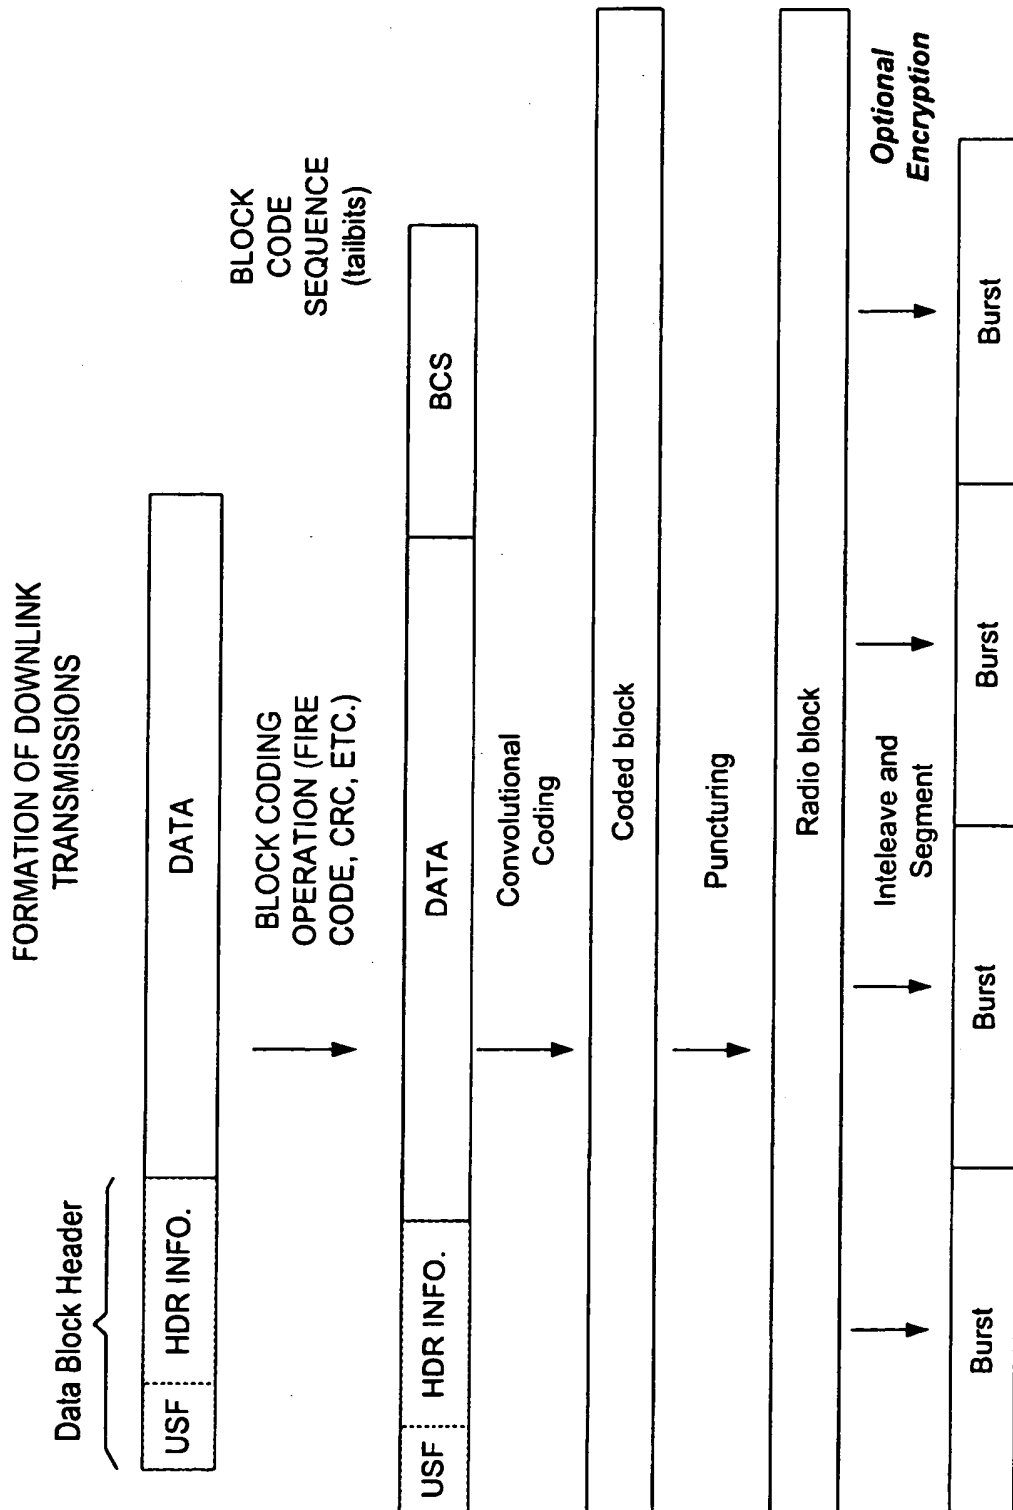 FORMATION OF DOWNLINK
TRANSMISSIONS
Data Block Header
USF
HDR INFO.
DATA
BLOCK CODING
OPERATION (FIRE
CODE, CRC, ETC.)
BLOCK
CODE
SEQUENCE
(tailbits)
USF
HDR INFO.
DATA
BCS
Convolutional
Coding
Coded block
Puncturing
Radio block
Inteleave and
Segment
Optional
Encryption
Burst
Burst
Burst
Burst